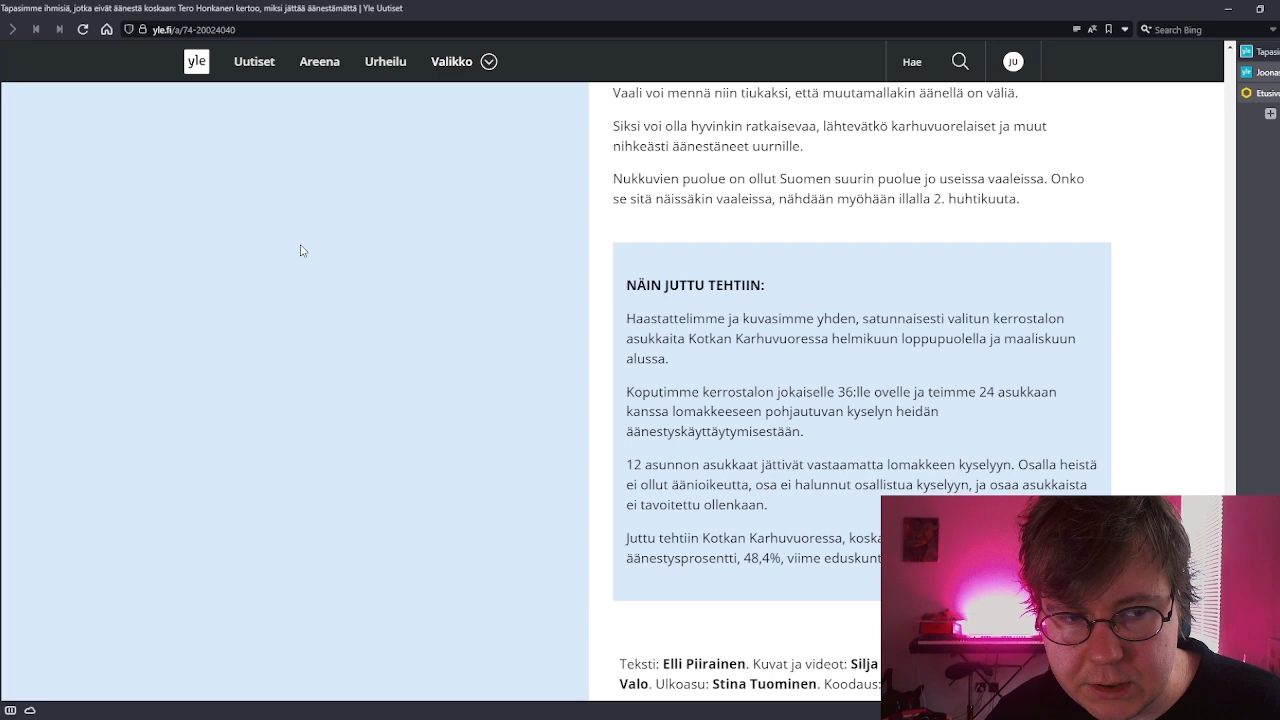 Tapasimme ihmisiä, jotka eivät äänestä koskaan: Tero Honkanen kertoo, miksi jättää äänestämättä | Yle Uutiset
yle.fi/a/74-20024040
Search Bing
yle
Uutiset
Areena
Urheilu
Valikko
Hae
JU
yle Tapasi
yle Joonas
Etusivu
Vaali voi mennä niin tiukaksi, että muutamallakin äänellä on väliä.
Siksi voi olla hyvinkin ratkaisevaa, lähtevätkö karhuvuorelaiset ja muut
nihkeästi äänestäneet uurnille.
Nukkuvien puolue on ollut Suomen suurin puolue jo useissa vaaleissa. Onko
se sitä näissäkin vaaleissa, nähdään myöhään illalla 2. huhtikuuta.
NÄIN JUTTU TEHTIIN:
Haastattelimme ja kuvasimme yhden, satunnaisesti valitun kerrostalon
asukkaita Kotkan Karhuvuoressa helmikuun loppupuolella ja maaliskuun
alussa.
Koputimme kerrostalon jokaiselle 36:lle ovelle ja teimme 24 asukkaan
kanssa lomakkeeseen pohjautuvan kyselyn heidän
äänestyskäyttäytymisestään.
12 asunnon asukkaat jättivät vastaamatta lomakkeen kyselyyn. Osalla heistä
ei ollut äänioikeutta, osa ei halunnut osallistua kyselyyn, ja osaa asukkaista
ei tavoitettu ollenkaan.
Juttu tehtiin Kotkan Karhuvuoressa, koska
äänestysprosentti, 48,4%, viime eduskunt
Teksti: Elli Piirainen. Kuvat ja videot: Silja
Valo. Ulkoasu: Stina Tuominen. Koodaus: